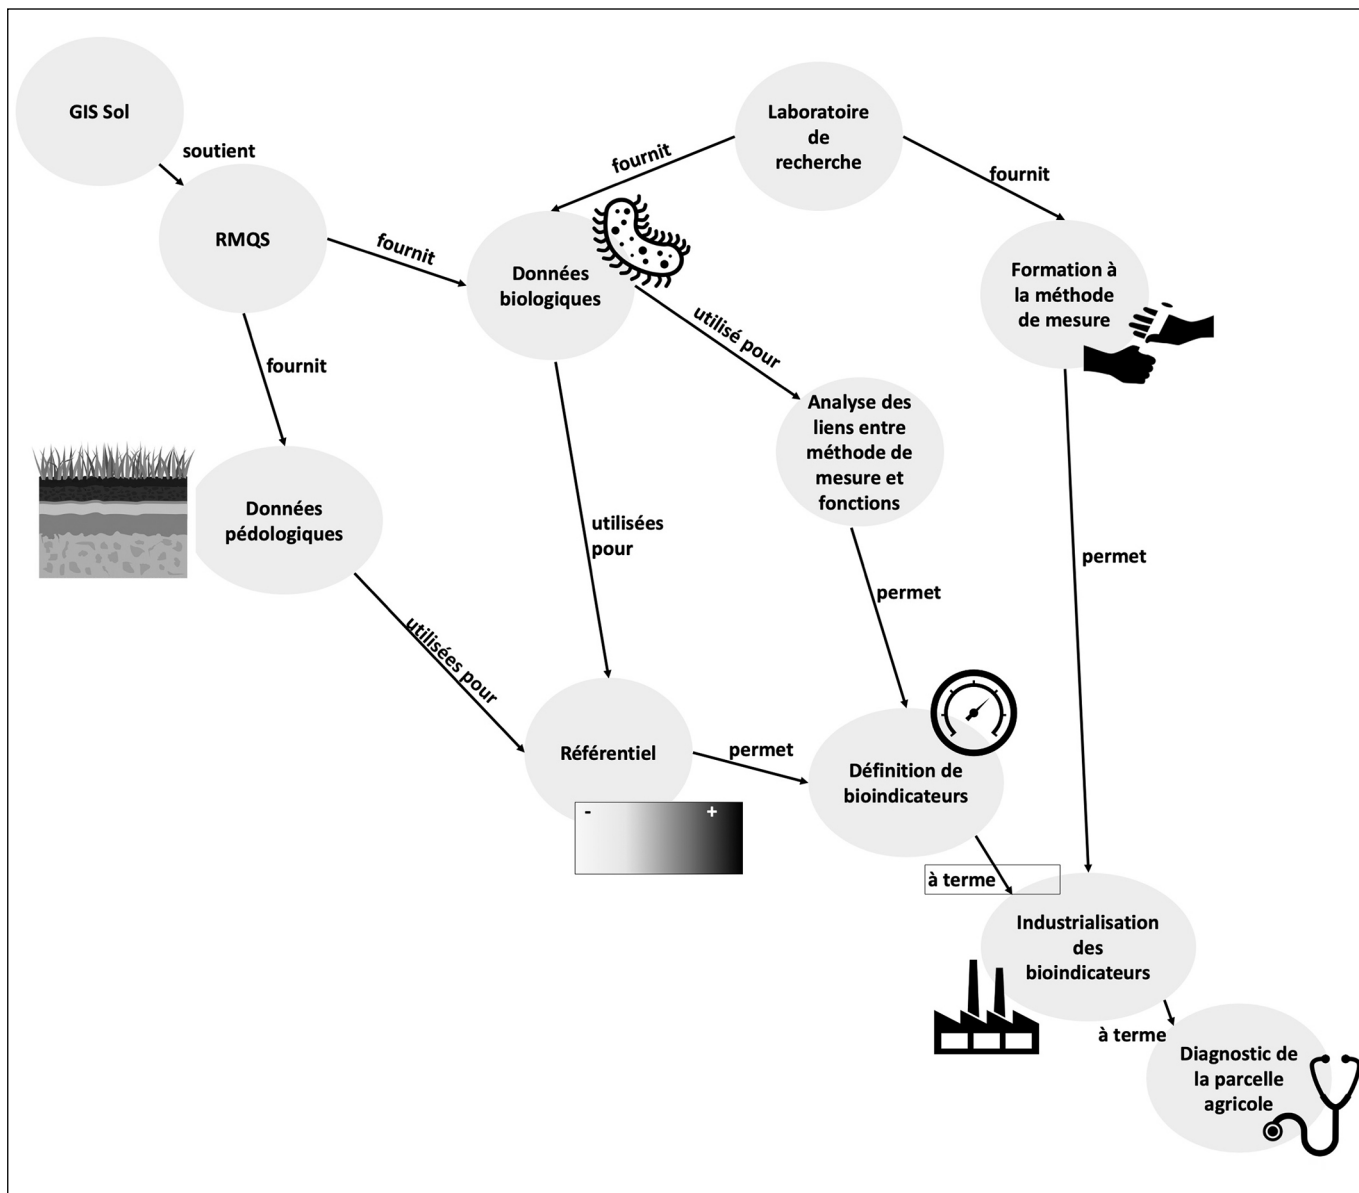 GIS Sol
soutient
RMQS
Laboratoire
de
recherche
fournit
fournit
fournit
Données
biologiques
Formation à
la méthode
de mesure
utilisé pour
fournit
Analyse des
liens entre
méthode de
mesure et
fonctions
Données
pédologiques
utilisées
pour
permet
permet
utilisées pour
Référentiel
permet
Définition de
bioindicateurs
- +
à terme
Industrialisation
des
bioindicateurs
à terme
Diagnostic de
la parcelle
agricole